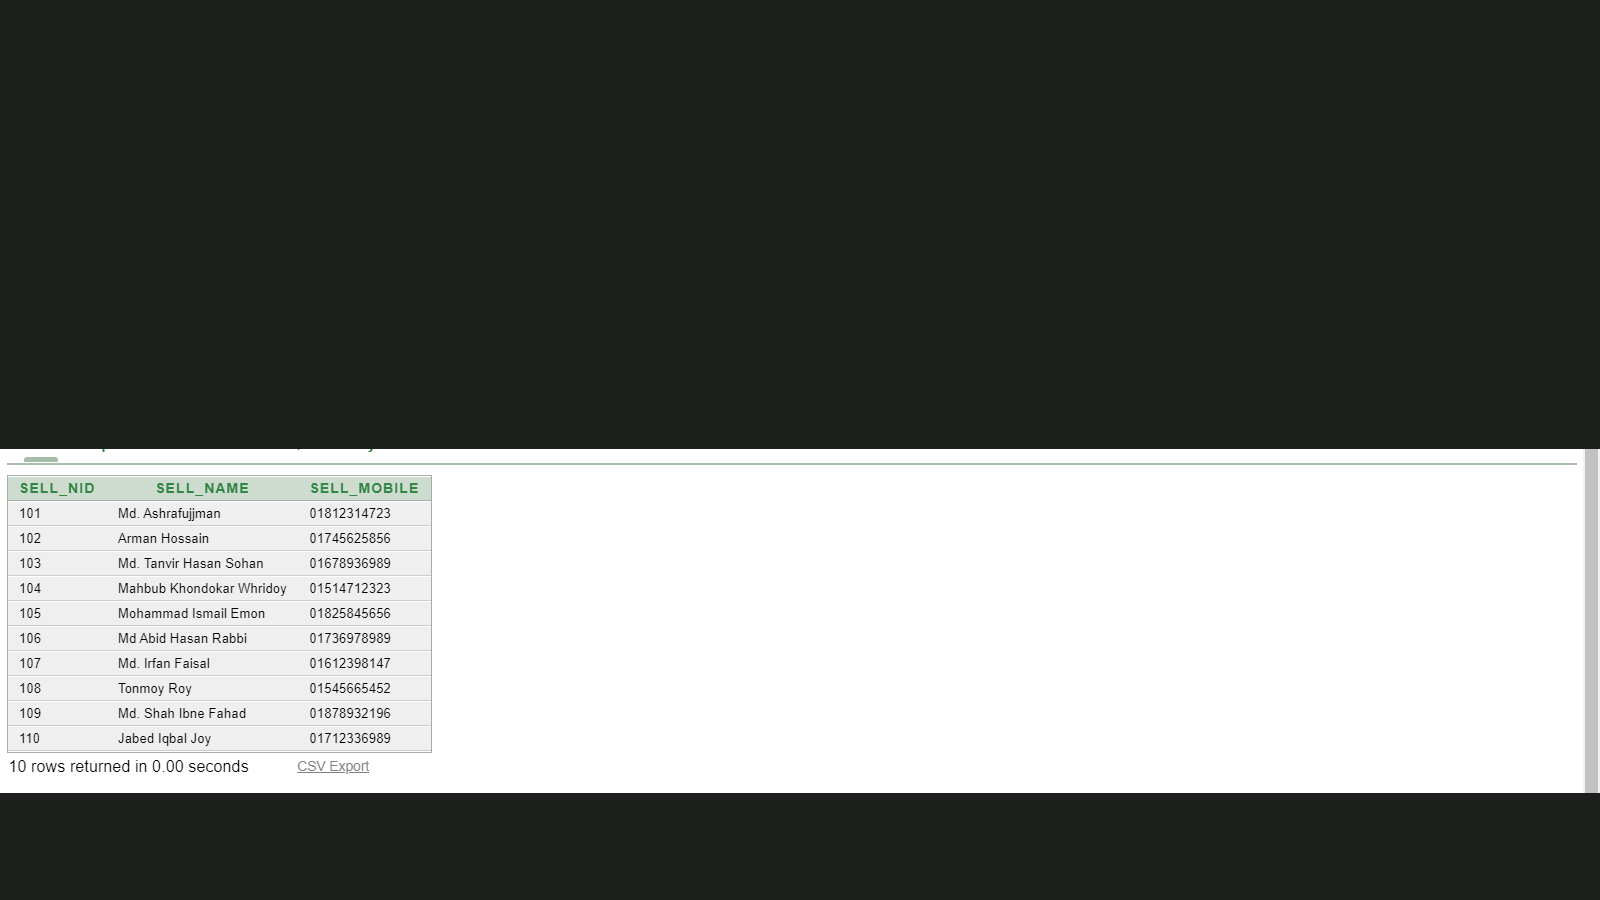 SELL_NID SELL_NAME SELL_MOBILE
101 Md. Ashrafujjman 01812314723
102 Arman Hossain 01745625856
103 Md. Tanvir Hasan Sohan 01678936989
104 Mahbub Khondokar Whridoy 01514712323
105 Mohammad Ismail Emon 01825845656
106 Md Abid Hasan Rabbi 01736978989
107 Md. Irfan Faisal 01612398147
108 Tonmoy Roy 01545665452
109 Md. Shah Ibne Fahad 01878932196
110 Jabed Iqbal Joy 01712336989
10 rows returned in 0.00 seconds CSV Export